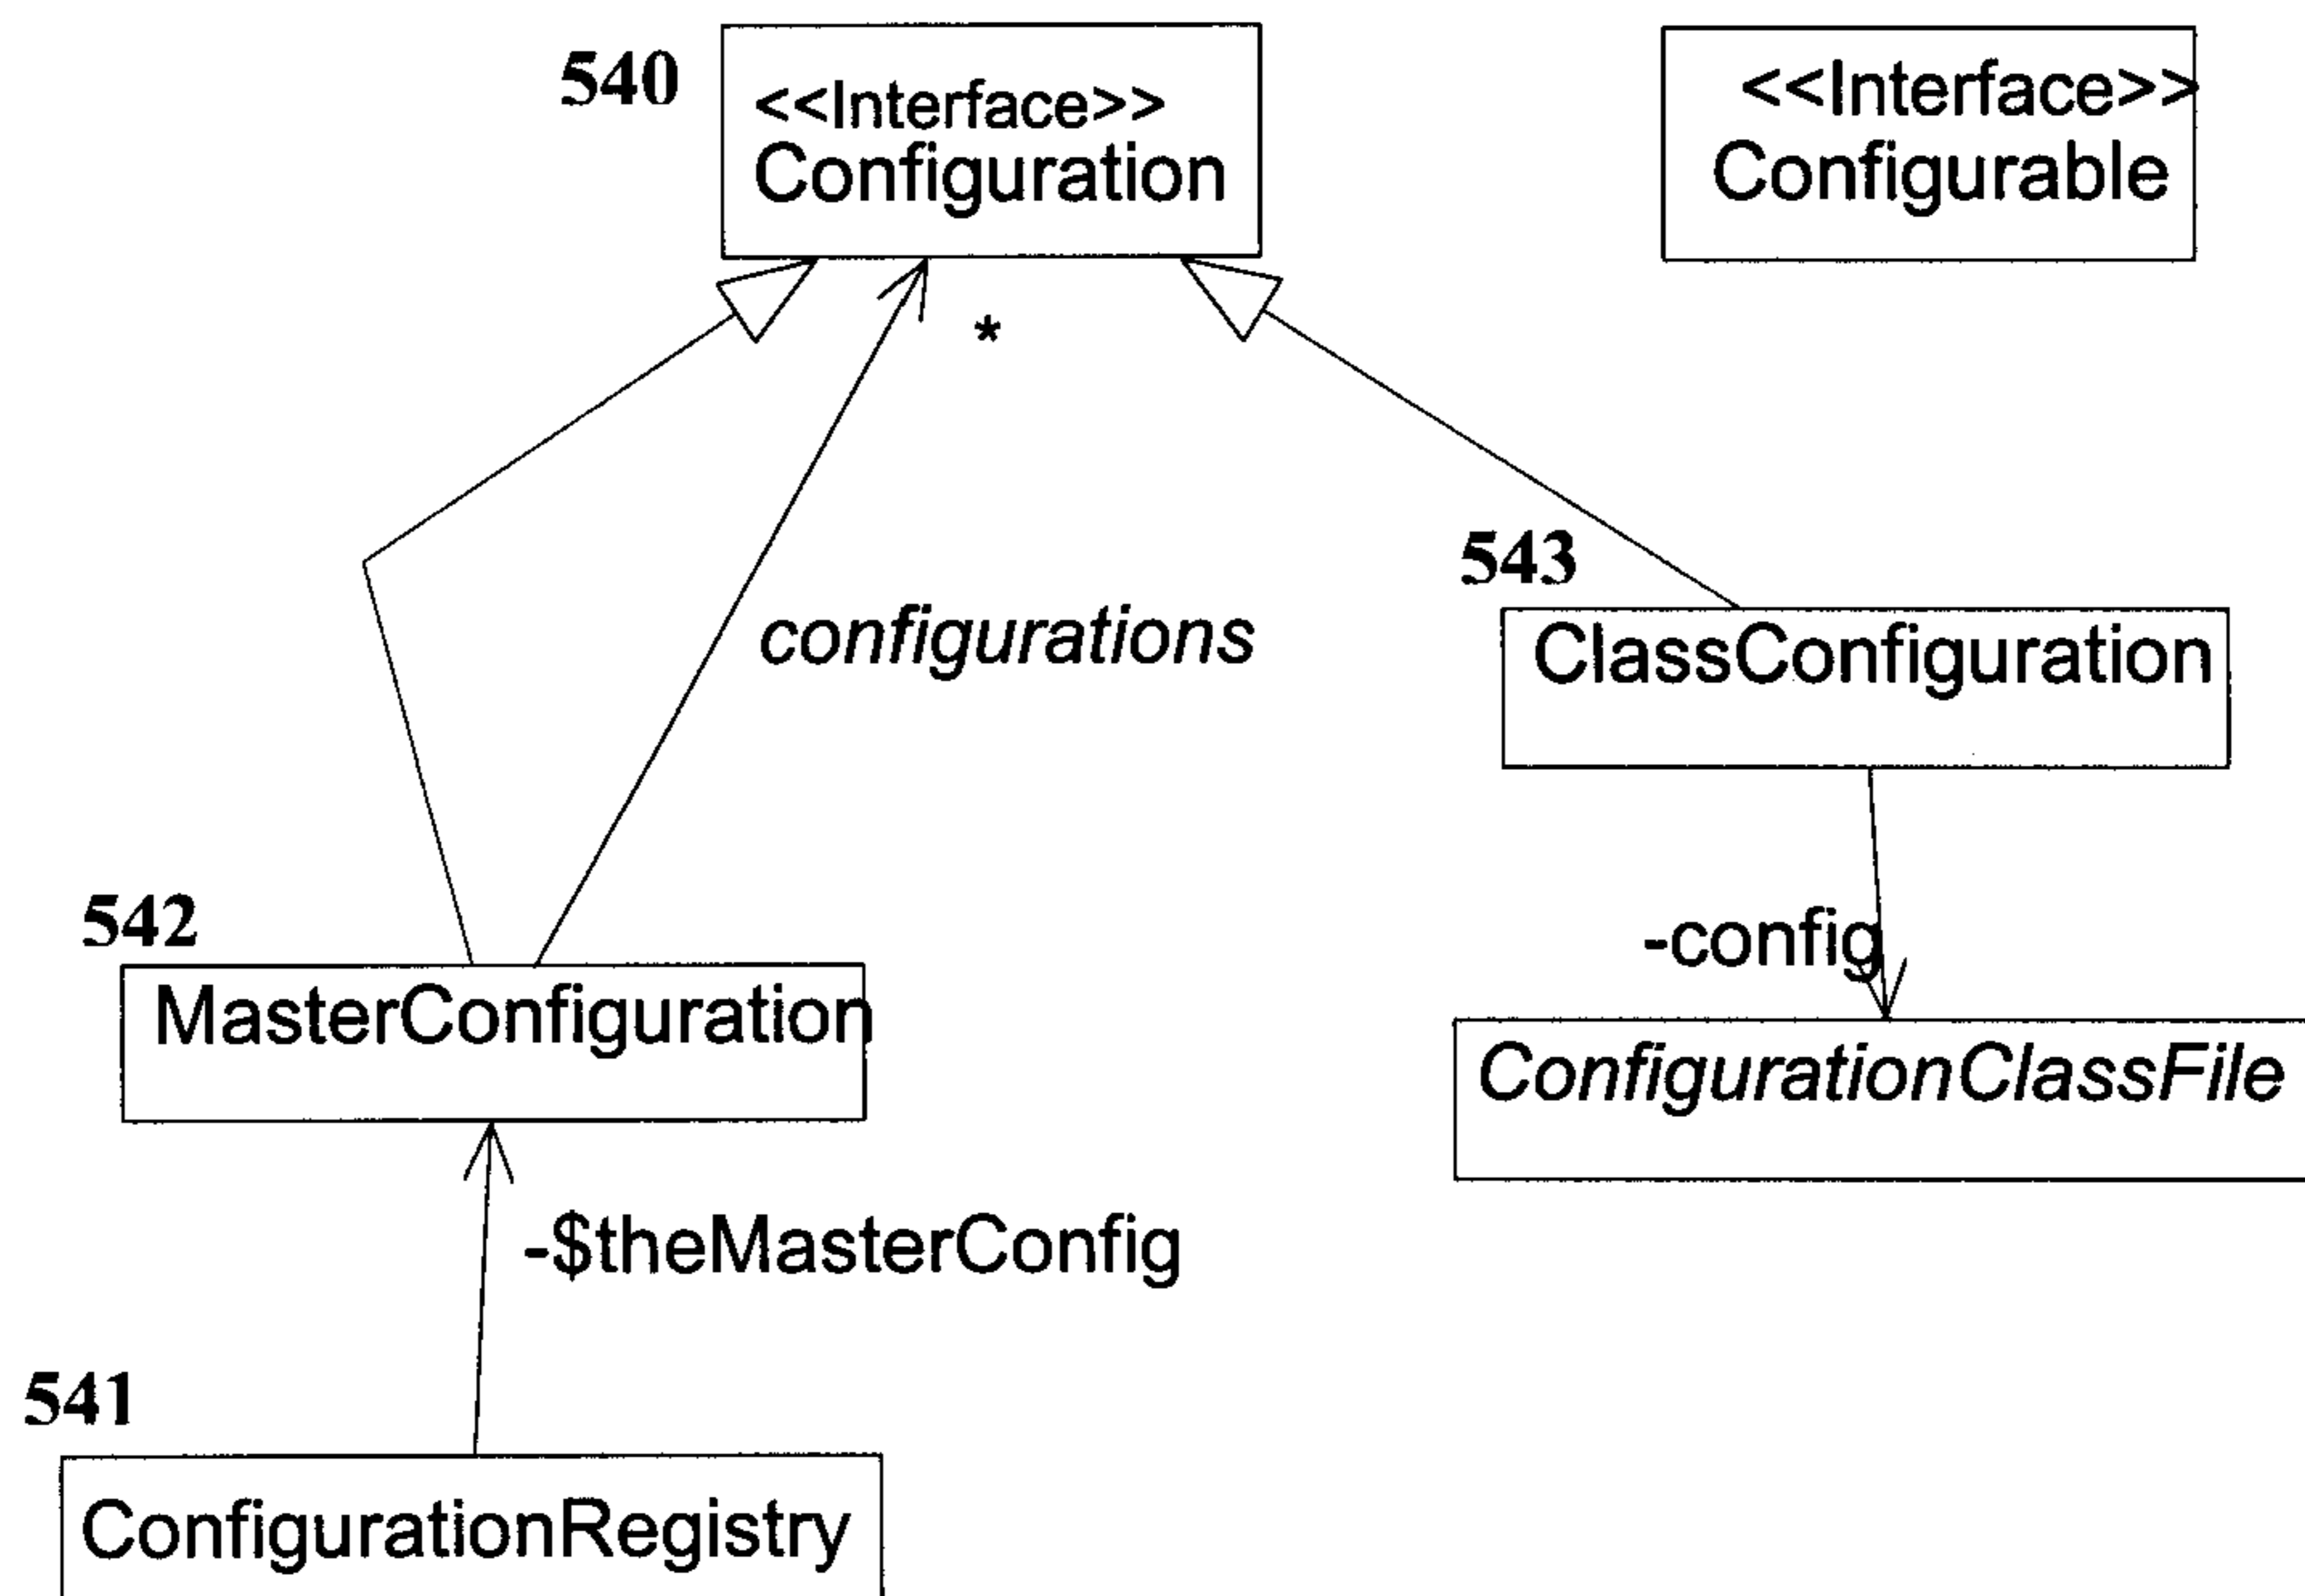 540
<<Interface>>
Configuration
<<Interface>>
Configurable
*
configurations
543
ClassConfiguration
542
MasterConfiguration
-config
ConfigurationClassFile
-$theMasterConfig
541
ConfigurationRegistry